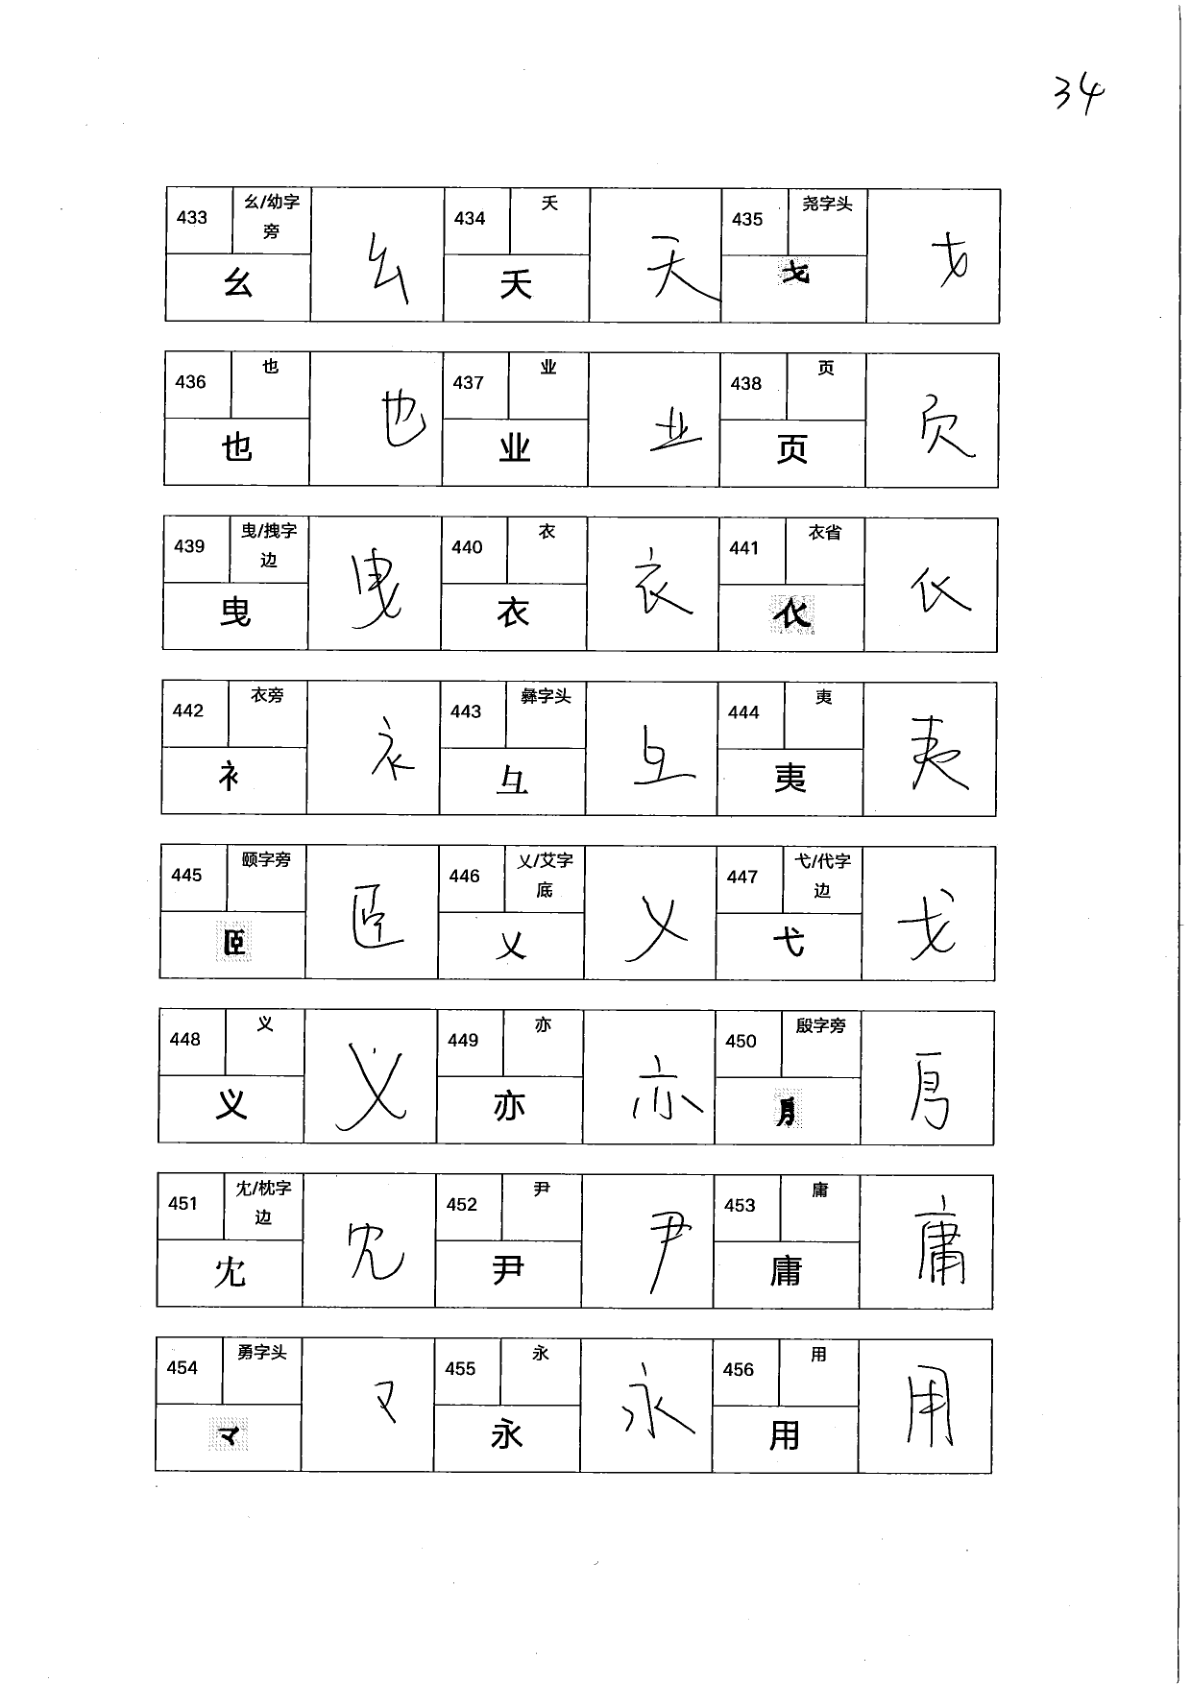 34
433 幺/幼字旁 幺 幺 434 夭 夭 夭 435 尧字头
436 也 也 也 437 业 业 业 438 页 页 页
439 曳/拽字边 曳 曳 440 衣 衣 衣 441 衣省
442 衣旁 衤 衤 443 彝字头 彑 彑 444 夷 夷 夷
445 颐字旁 𦣞 𦣞 446 乂/艾字底 乂 乂 447 弋/代字边 弋 弋
448 义 义 义 449 亦 亦 亦 450 殷字旁
451 冘/枕字边 冘 冘 452 尹 尹 尹 453 庸 庸 庸
454 勇字头 龴 龴 455 永 永 永 456 用 用 用